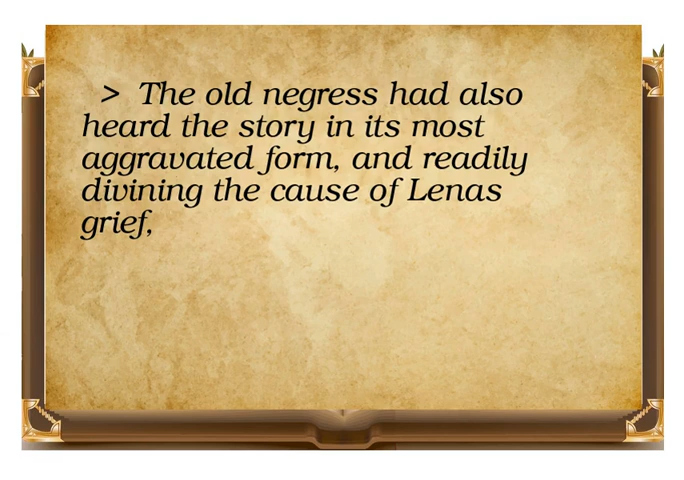 > The old negress had also
heard the story in its most
aggravated form, and readily
divining the cause of Lenas
grief,